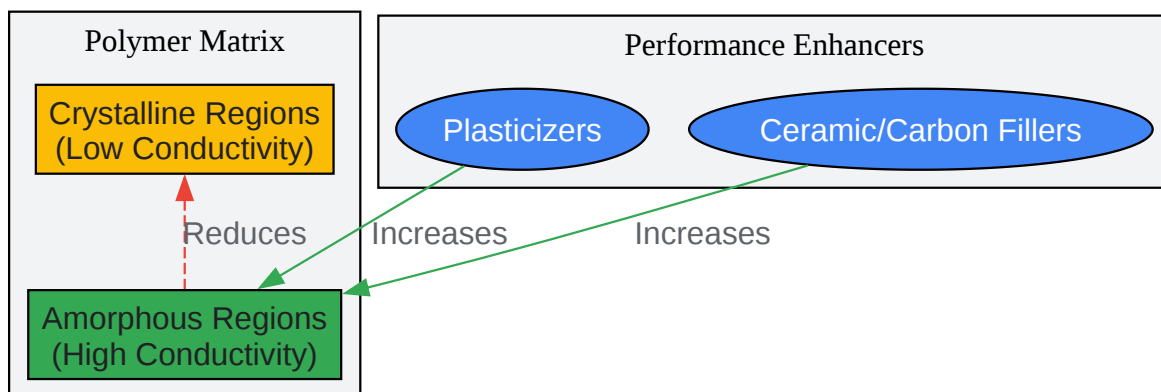 Polymer Matrix
Performance Enhancers
Crystalline Regions
(Low Conductivity)
Plasticizers
Ceramic/Carbon Fillers
Reduces
Increases
Increases
Amorphous Regions
(High Conductivity)